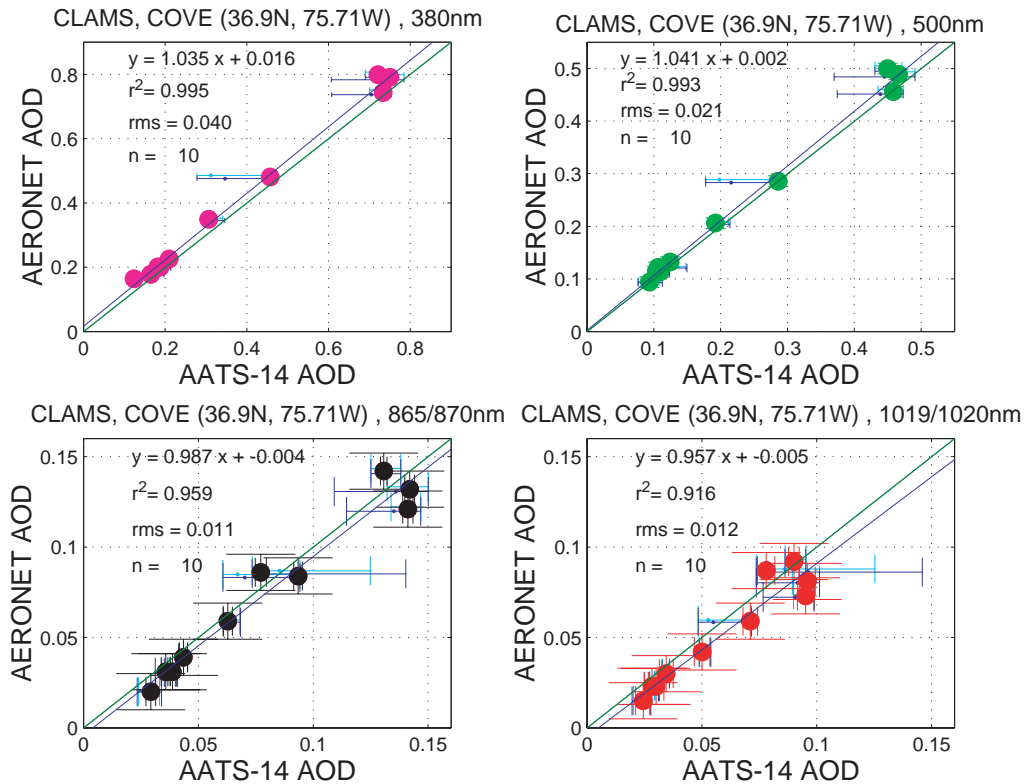 CLAMS, COVE (36.9N, 75.71W) , 380nm
y = 1.035 x + 0.016
r²= 0.995
rms = 0.040
n = 10
AERONET AOD
0.8
0.6
0.4
0.2
0
0 0.2 0.4 0.6 0.8
AATS-14 AOD
CLAMS, COVE (36.9N, 75.71W) , 500nm
y = 1.041 x + 0.002
r²= 0.993
rms = 0.021
n = 10
AERONET AOD
0.5
0.4
0.3
0.2
0.1
0
0 0.1 0.2 0.3 0.4 0.5
AATS-14 AOD
CLAMS, COVE (36.9N, 75.71W) , 865/870nm
y = 0.987 x + -0.004
r²= 0.959
rms = 0.011
n = 10
AERONET AOD
0.15
0.1
0.05
0
0 0.05 0.1 0.15
AATS-14 AOD
CLAMS, COVE (36.9N, 75.71W) , 1019/1020nm
y = 0.957 x + -0.005
r²= 0.916
rms = 0.012
n = 10
AERONET AOD
0.15
0.1
0.05
0
0 0.05 0.1 0.15
AATS-14 AOD